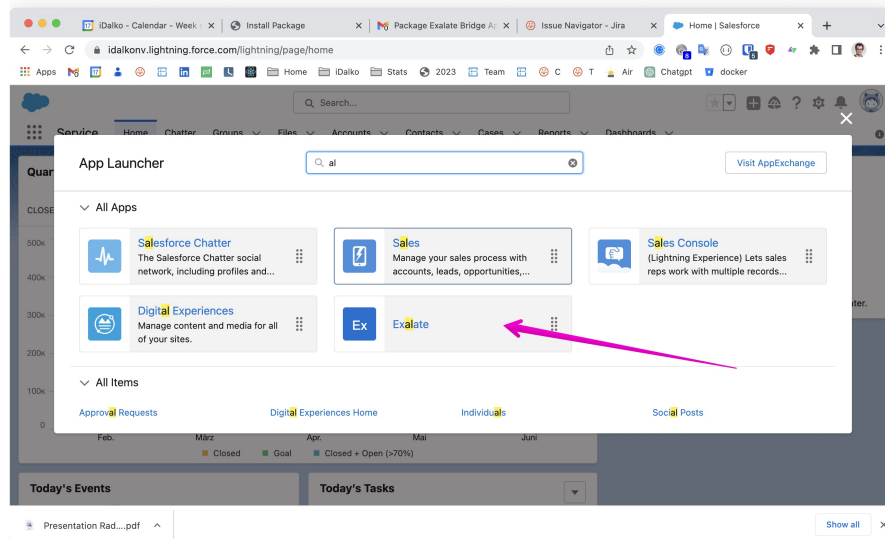 iDalko - Calendar - Week
Install Package
Package Exalate Bridge Ap
Issue Navigator - Jira
Home | Salesforce
idalkonv.lightning.force.com/lightning/page/home
Apps
Home
iDalko
Stats
2023
Team
C
T
Air
Chatgpt
docker
Search...
Service
Home
Chatter
Groups
Files
Accounts
Contacts
Cases
Reports
Dashboards
Quar
App Launcher
al
Visit AppExchange
CLOSE
All Apps
Salesforce Chatter
The Salesforce Chatter social
network, including profiles and...
Sales
Manage your sales process with
accounts, leads, opportunities,...
Sales Console
(Lightning Experience) Lets sales
reps work with multiple records...
Digital Experiences
Manage content and media for all
of your sites.
Ex
Exalate
500K
400K
300K
200K
100K
0
ter.
All Items
Approval Requests
Digital Experiences Home
Individuals
Social Posts
Feb.
März
Apr.
Mai
Juni
Closed
Goal
Closed + Open (>70%)
Today's Events
Today's Tasks
Presentation Rad....pdf
Show all